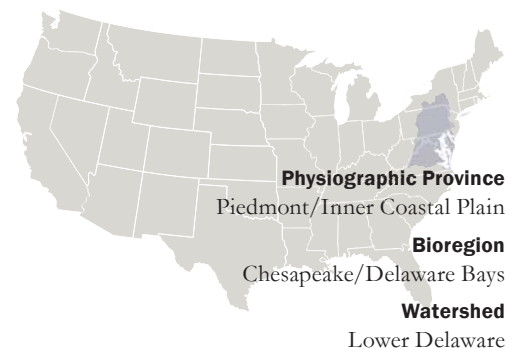 Physiographic Province
Piedmont/Inner Coastal Plain
Bioregion
Chesapeake/Delaware Bays
Watershed
Lower Delaware